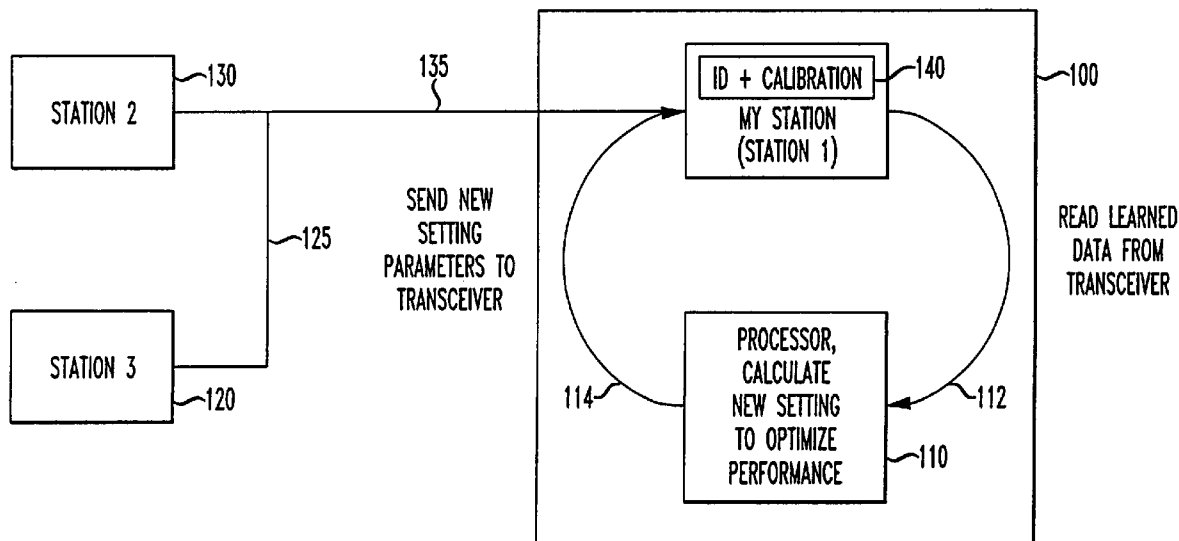 STATION 2
130
135
ID + CALIBRATION
140
MY STATION
(STATION 1)
100
SEND NEW
SETTING
PARAMETERS TO
TRANSCEIVER
125
READ LEARNED
DATA FROM
TRANSCEIVER
STATION 3
120
114
PROCESSOR,
CALCULATE
NEW SETTING
TO OPTIMIZE
PERFORMANCE
112
110